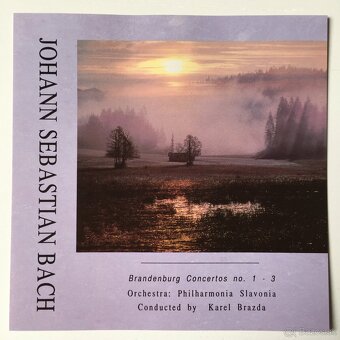 JOHANN SEBASTIAN BACH
Brandenburg Concertos no. 1 - 3
Orchestra: Philharmonia Slavonia
Conducted by Karel Brazda